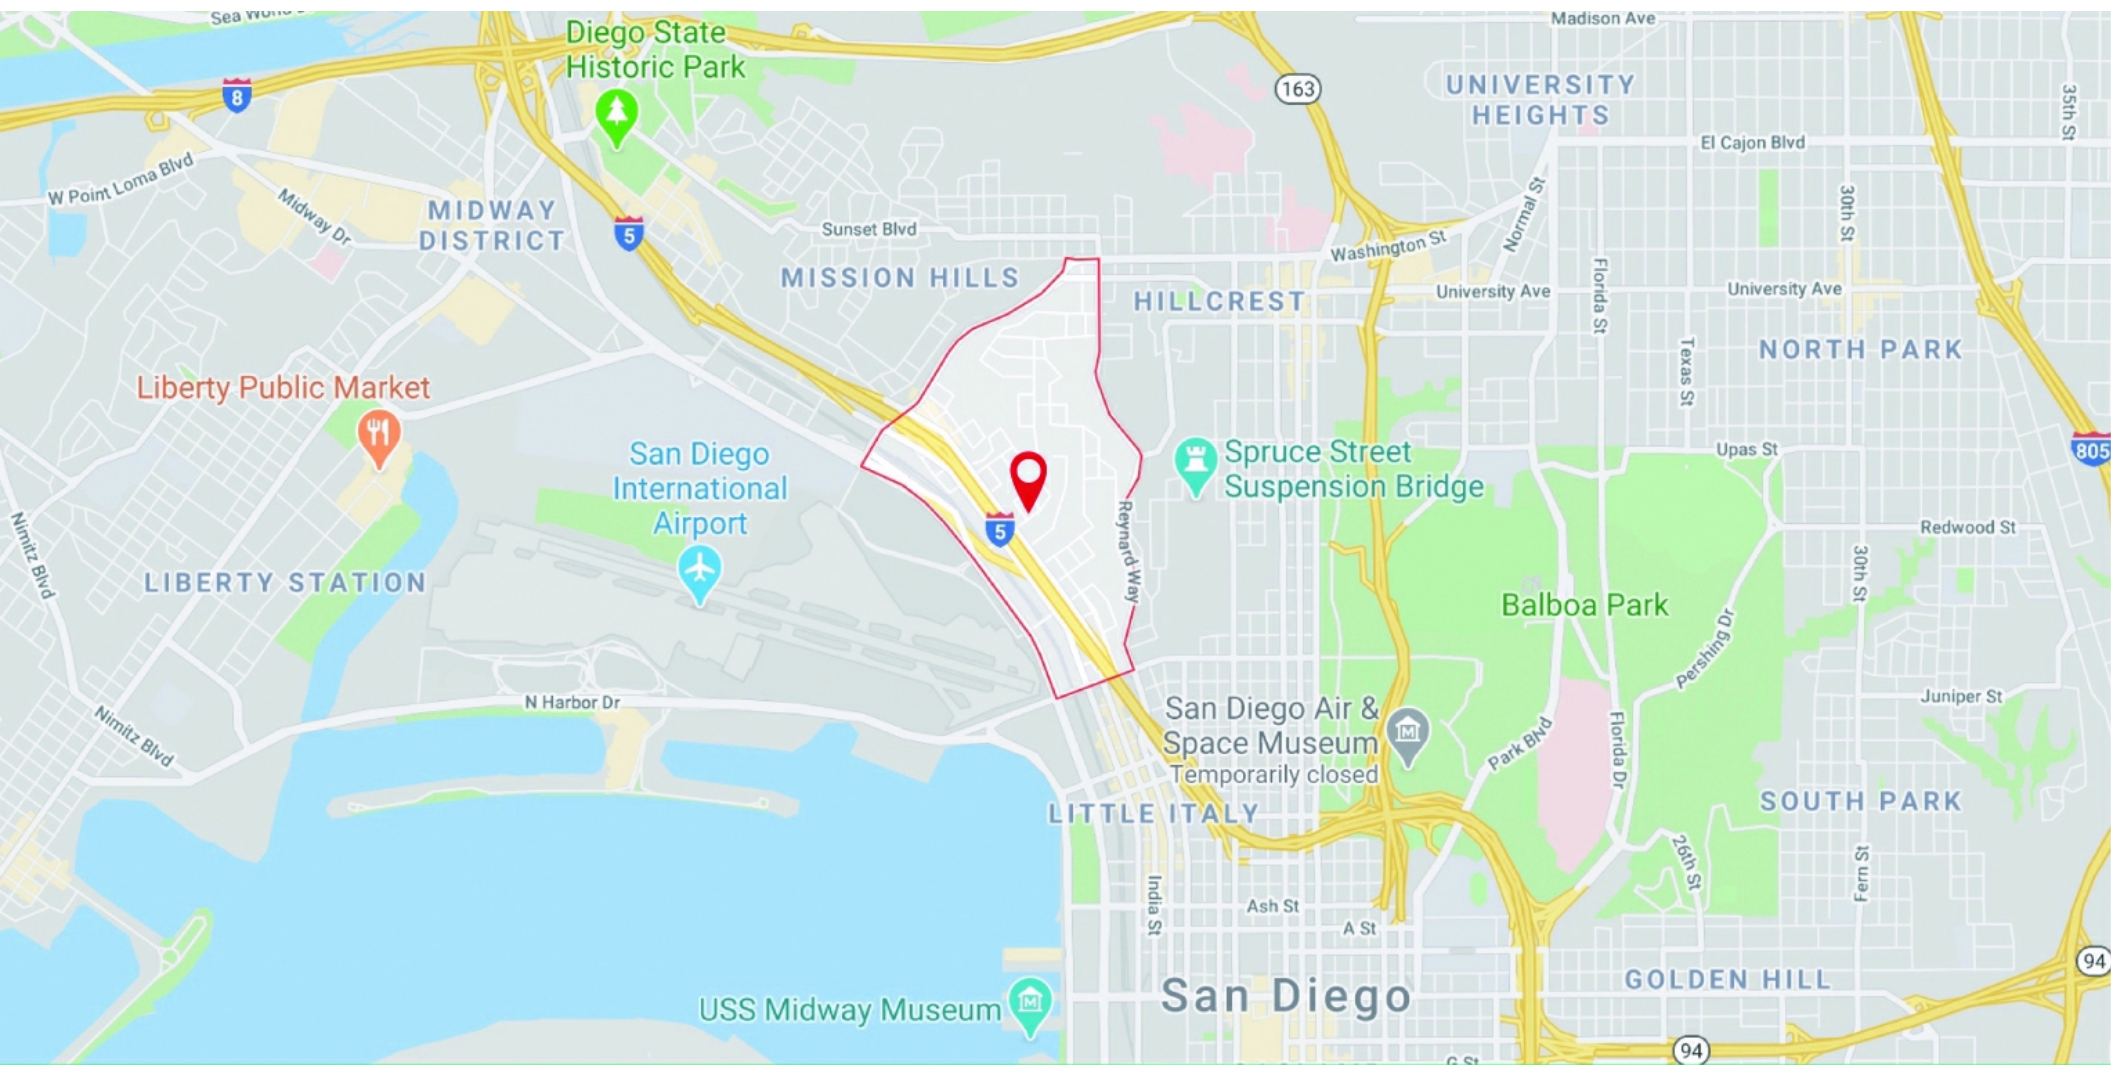 Madison Ave
Diego State
Historic Park
8
163
UNIVERSITY
HEIGHTS
35th St
El Cajon Blvd
W Point Loma Blvd
Midway Dr
MIDWAY
DISTRICT
5
Sunset Blvd
Normal St
30th St
Washington St
MISSION HILLS
HILLCREST
University Ave
University Ave
Florida St
Texas St
NORTH PARK
Liberty Public Market
San Diego
International
Airport
Spruce Street
Suspension Bridge
Upas St
805
5
Reynard Way
Nimitz Blvd
LIBERTY STATION
Redwood St
30th St
Balboa Park
Pershing Dr
N Harbor Dr
Nimitz Blvd
San Diego Air &
Space Museum
Temporarily closed
Park Blvd
Florida Dr
Juniper St
LITTLE ITALY
SOUTH PARK
26th St
Fern St
India St
Ash St
A St
94
San Diego
GOLDEN HILL
USS Midway Museum
94